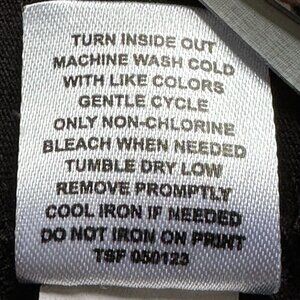 TURN INSIDE OUT
MACHINE WASH COLD
WITH LIKE COLORS
GENTLE CYCLE
ONLY NON-CHLORINE
BLEACH WHEN NEEDED
TUMBLE DRY LOW
REMOVE PROMPTLY
COOL IRON IF NEEDED
DO NOT IRON ON PRINT
TSF 050123